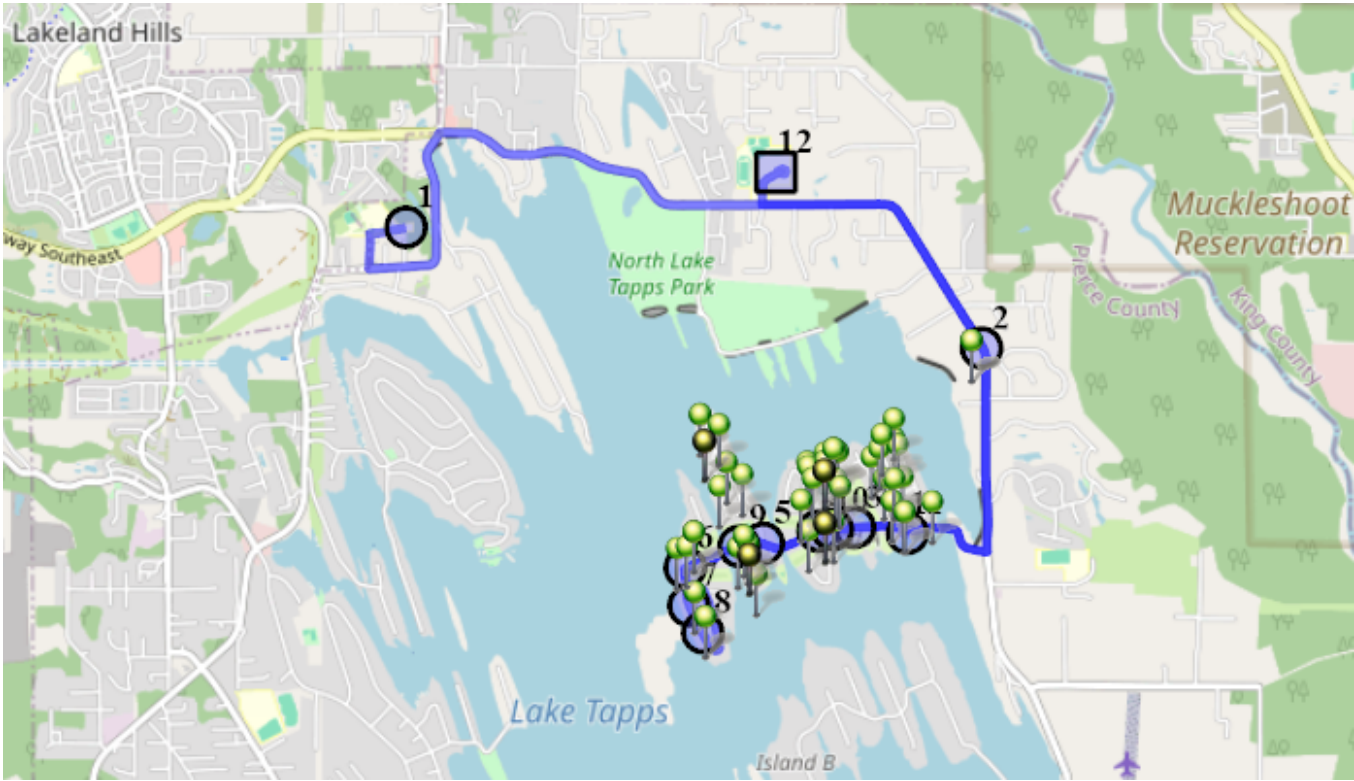 Lakeland Hills
12
1
way Southeast
Muckleshoot
Reservation
North Lake
Tapps Park
Pierce County
King County
2
9
5
6
7
8
Lake Tapps
Island B